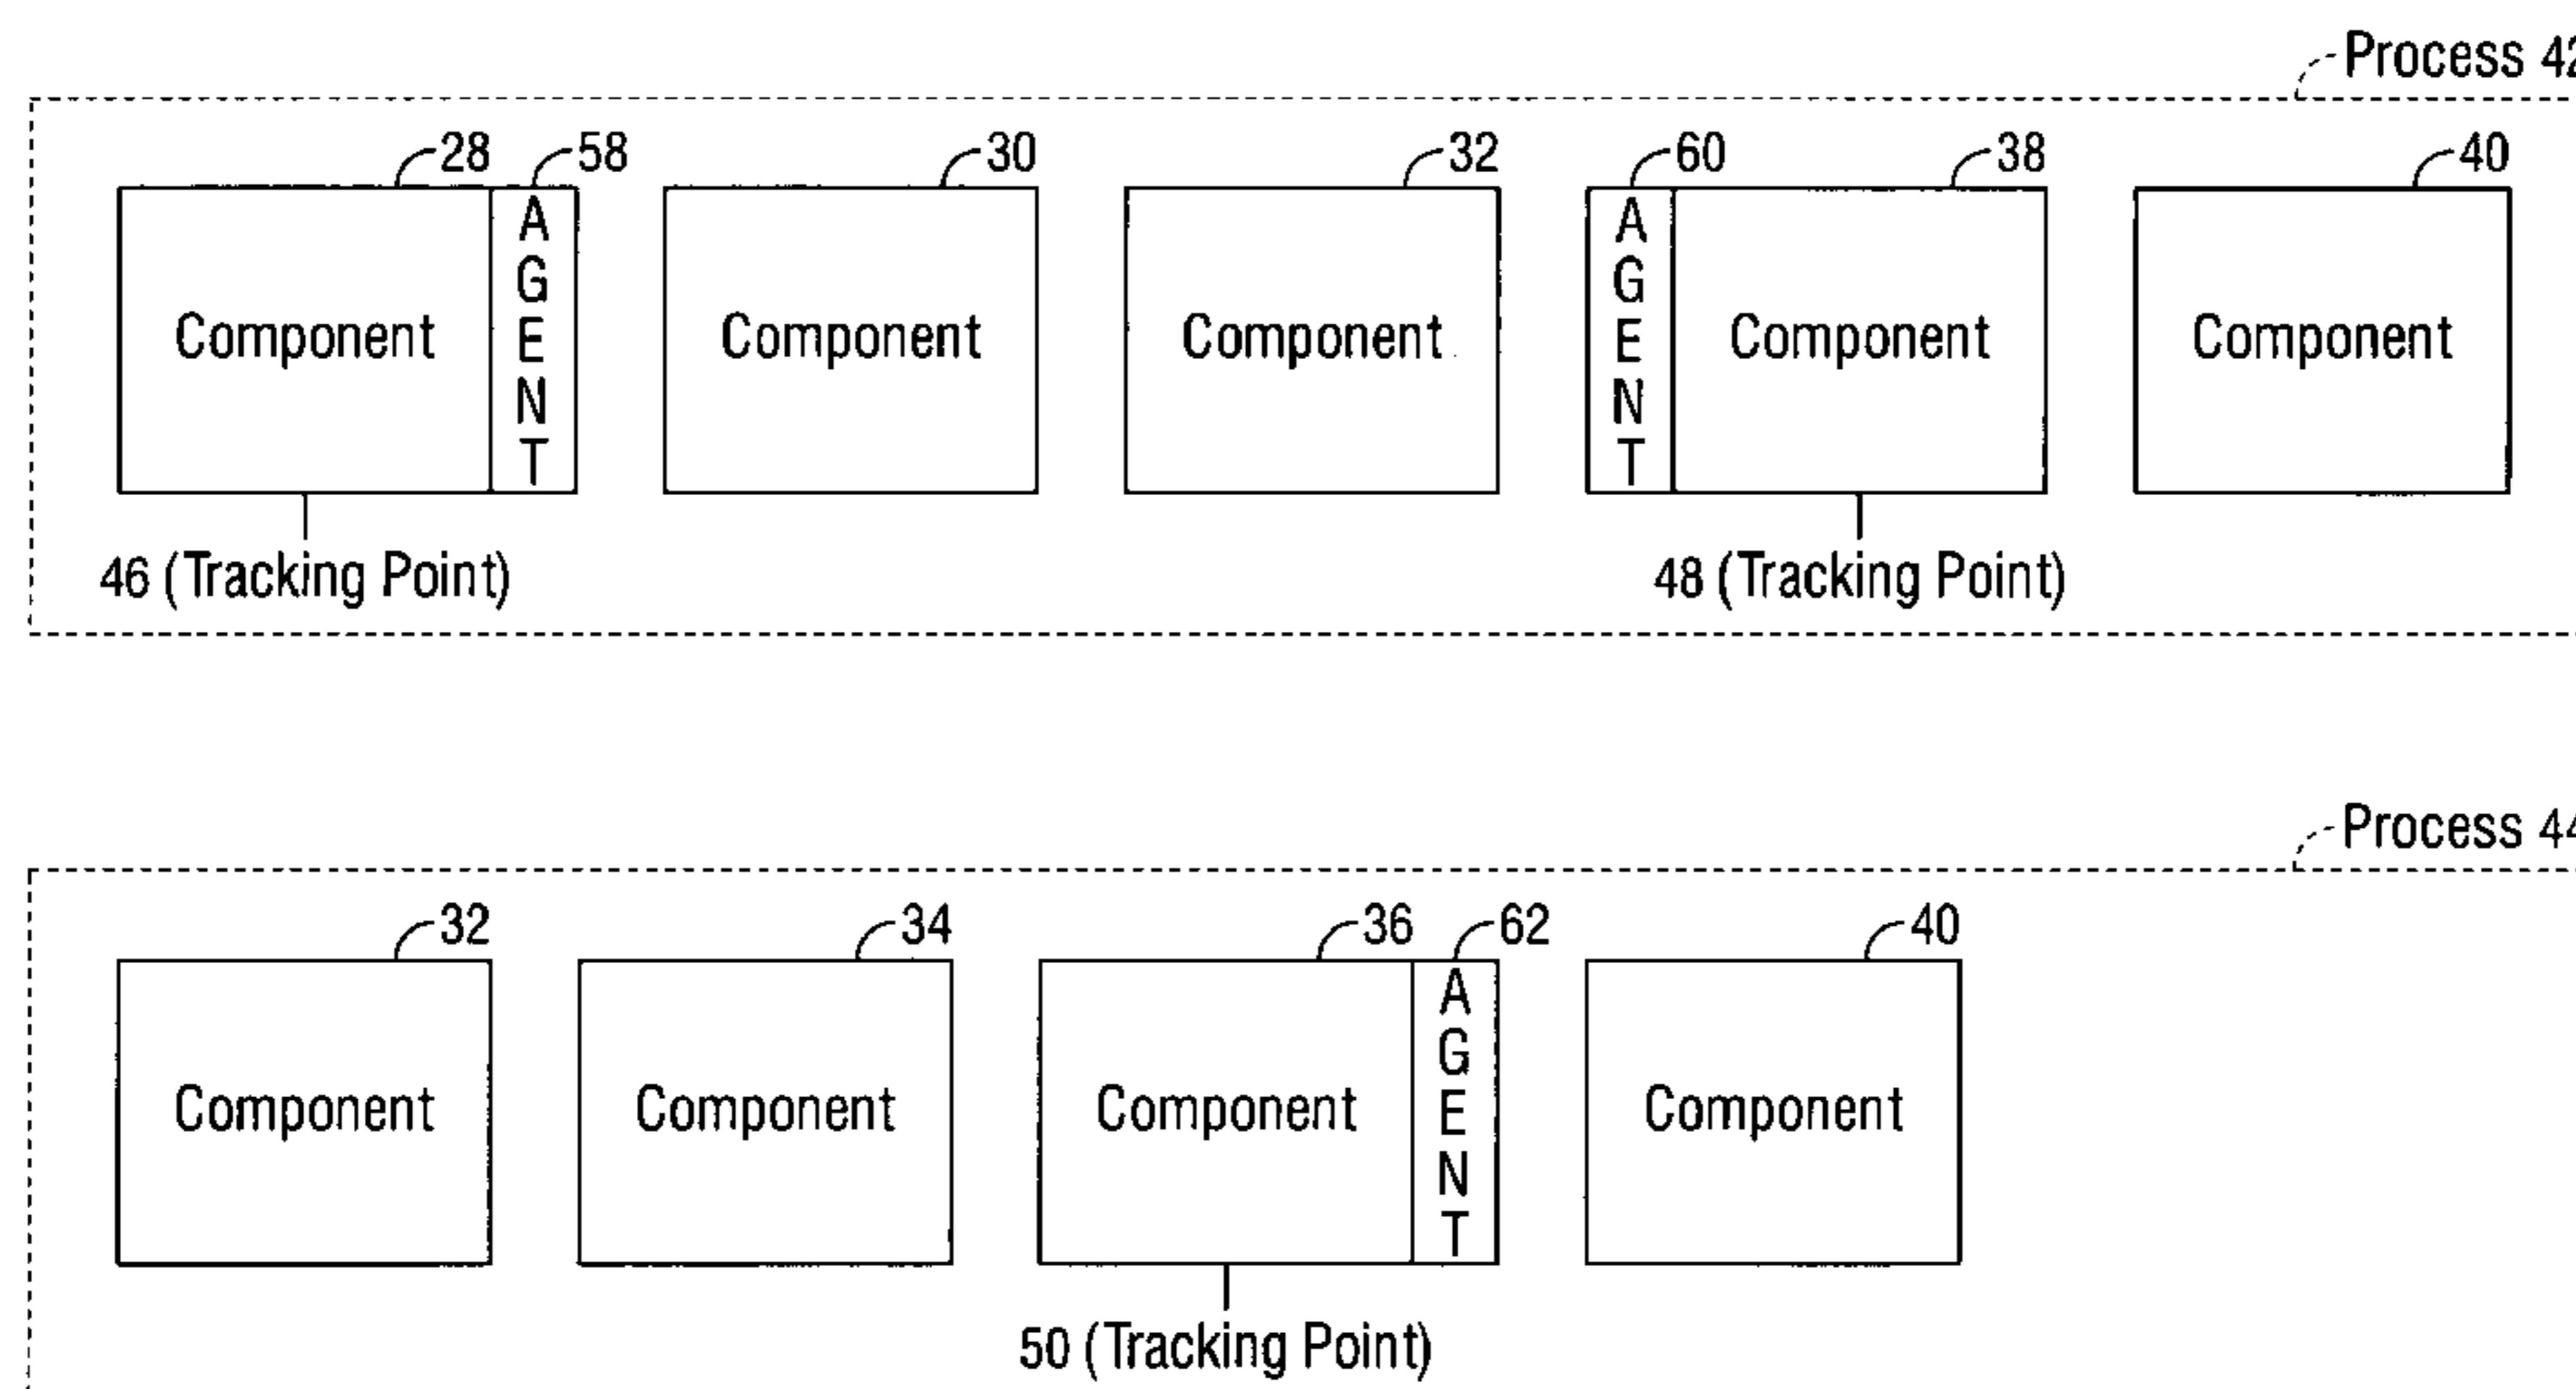 Process 42
28 58 30 32 60 38 40
Component AGENT Component Component AGENT Component Component
46 (Tracking Point) 48 (Tracking Point)
Process 44
32 34 36 62 40
Component Component Component AGENT Component
50 (Tracking Point)